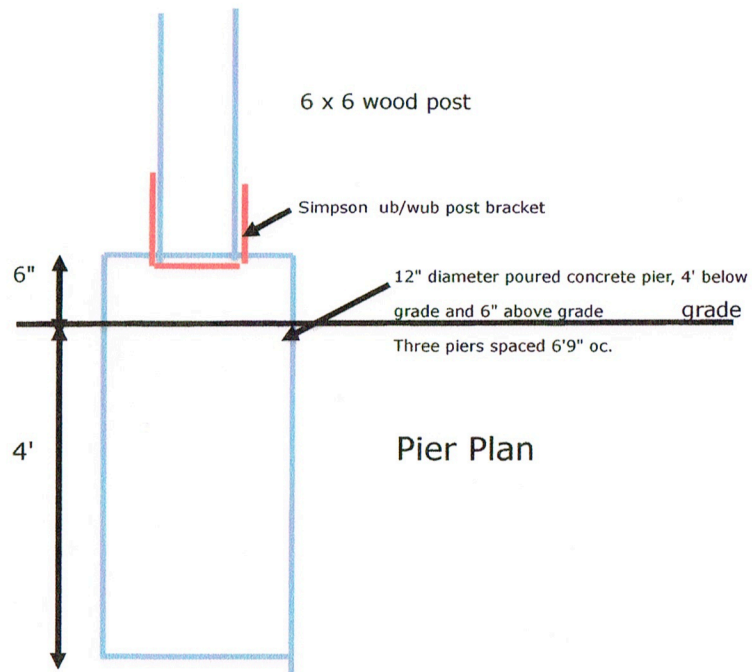 6 x 6 wood post
Simpson ub/wub post bracket
6"
12" diameter poured concrete pier, 4' below
grade and 6" above grade
grade
Three piers spaced 6'9" oc.
4'
Pier Plan